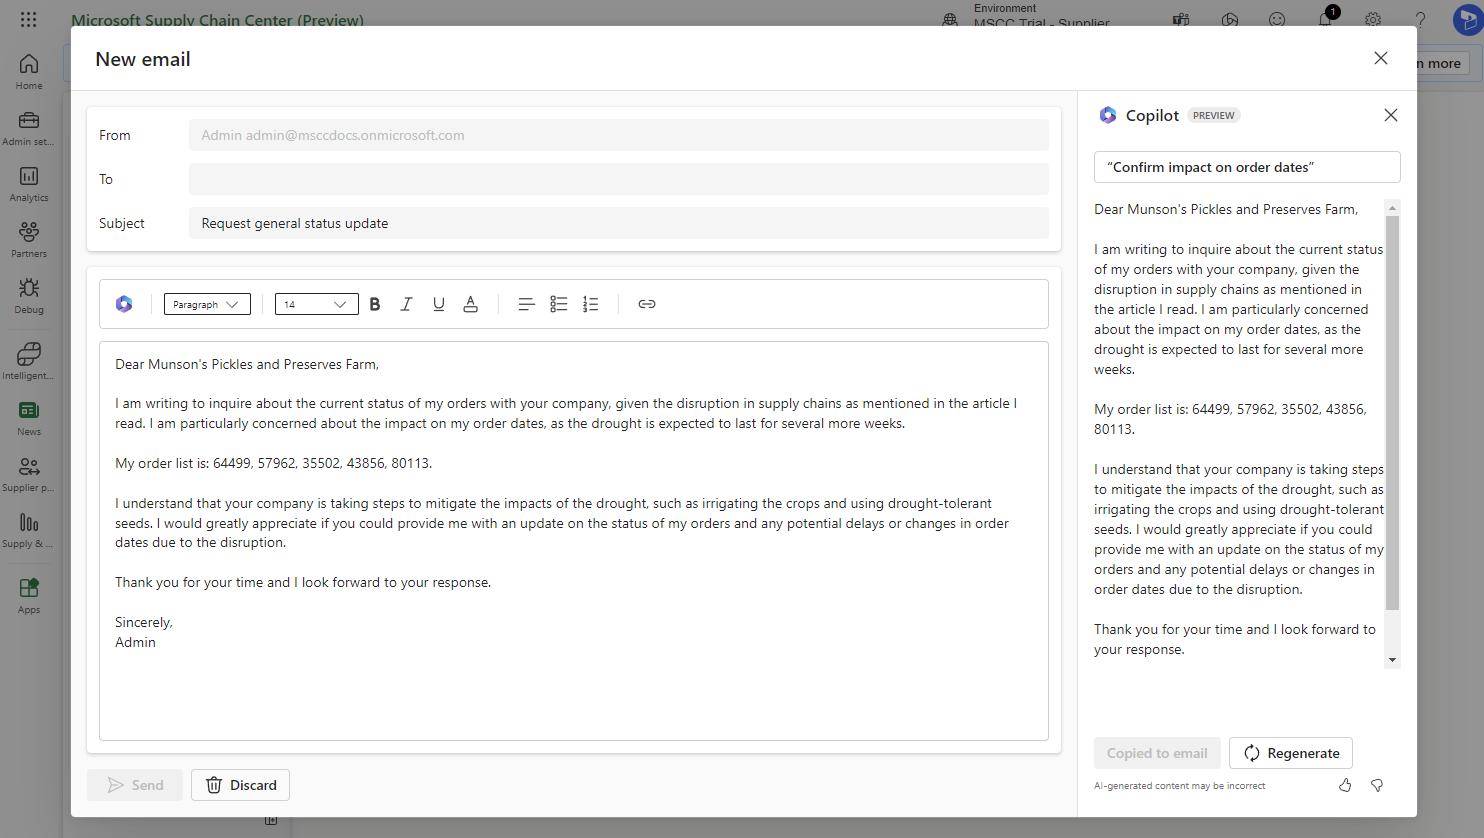 Microsoft Supply Chain Center (Preview)
Environment
MSCC Trial - Supplier
1
Home
Admin set...
Analytics
Partners
Debug
Intelligent...
News
Supplier p...
Supply & ...
Apps
n more
New email
From
Admin admin@msccdocs.onmicrosoft.com
To
Subject
Request general status update
Paragraph
14
B
I
U
A
Dear Munson's Pickles and Preserves Farm,
I am writing to inquire about the current status of my orders with your company, given the disruption in supply chains as mentioned in the article I
read. I am particularly concerned about the impact on my order dates, as the drought is expected to last for several more weeks.
My order list is: 64499, 57962, 35502, 43856, 80113.
I understand that your company is taking steps to mitigate the impacts of the drought, such as irrigating the crops and using drought-tolerant
seeds. I would greatly appreciate if you could provide me with an update on the status of my orders and any potential delays or changes in order
dates due to the disruption.
Thank you for your time and I look forward to your response.
Sincerely,
Admin
Send
Discard
Copilot
PREVIEW
“Confirm impact on order dates”
Dear Munson's Pickles and Preserves Farm,
I am writing to inquire about the current status
of my orders with your company, given the
disruption in supply chains as mentioned in
the article I read. I am particularly concerned
about the impact on my order dates, as the
drought is expected to last for several more
weeks.
My order list is: 64499, 57962, 35502, 43856,
80113.
I understand that your company is taking steps
to mitigate the impacts of the drought, such as
irrigating the crops and using drought-tolerant
seeds. I would greatly appreciate if you could
provide me with an update on the status of my
orders and any potential delays or changes in
order dates due to the disruption.
Thank you for your time and I look forward to
your response.
Copied to email
Regenerate
AI-generated content may be incorrect